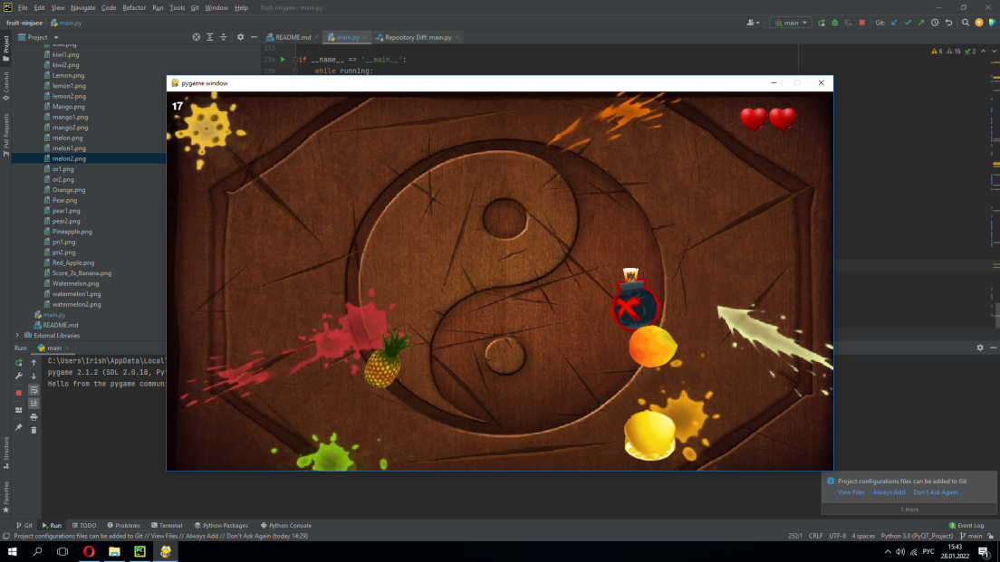 File Edit View Navigate Code Refactor Run Tools Git Window Help fruit-ninjaee - main.py
fruit-ninjaee main.py main Git:
Project README.md main.py Repository Diff: main.py
kiwi.png
kiwi1.png
kiwi2.png
Lemon.png
lemon1.png
lemon2.png
Mango.png
mango1.png
mango2.png
melon.png
melon1.png
melon2.png
or1.png
or2.png
Orange.png
Pear.png
pear1.png
pear2.png
Pineapple.png
pn1.png
pn2.png
Red_Apple.png
Score_2x_Banana.png
Watermelon.png
watermelon1.png
watermelon2.png
main.py
README.md
External Libraries
Project
Commit
Pull Requests
233
234 if __name__ == '__main__':
235 while running:
6 16 2
pygame window
17
Run: main
C:\Users\Irish\AppData\Local
pygame 2.1.2 (SDL 2.0.18, Py
Hello from the pygame commun
Structure
Favorites
Project configurations files can be added to Git
View Files Always Add Don't Ask Again
1 more
Git Run TODO Problems Terminal Python Packages Python Console Event Log
Project configurations files can be added to Git // View Files // Always Add // Don't Ask Again (today 14:29) 252:1 CRLF UTF-8 4 spaces Python 3.8 (PyQT_Project) main
РУС 15:43
28.01.2022